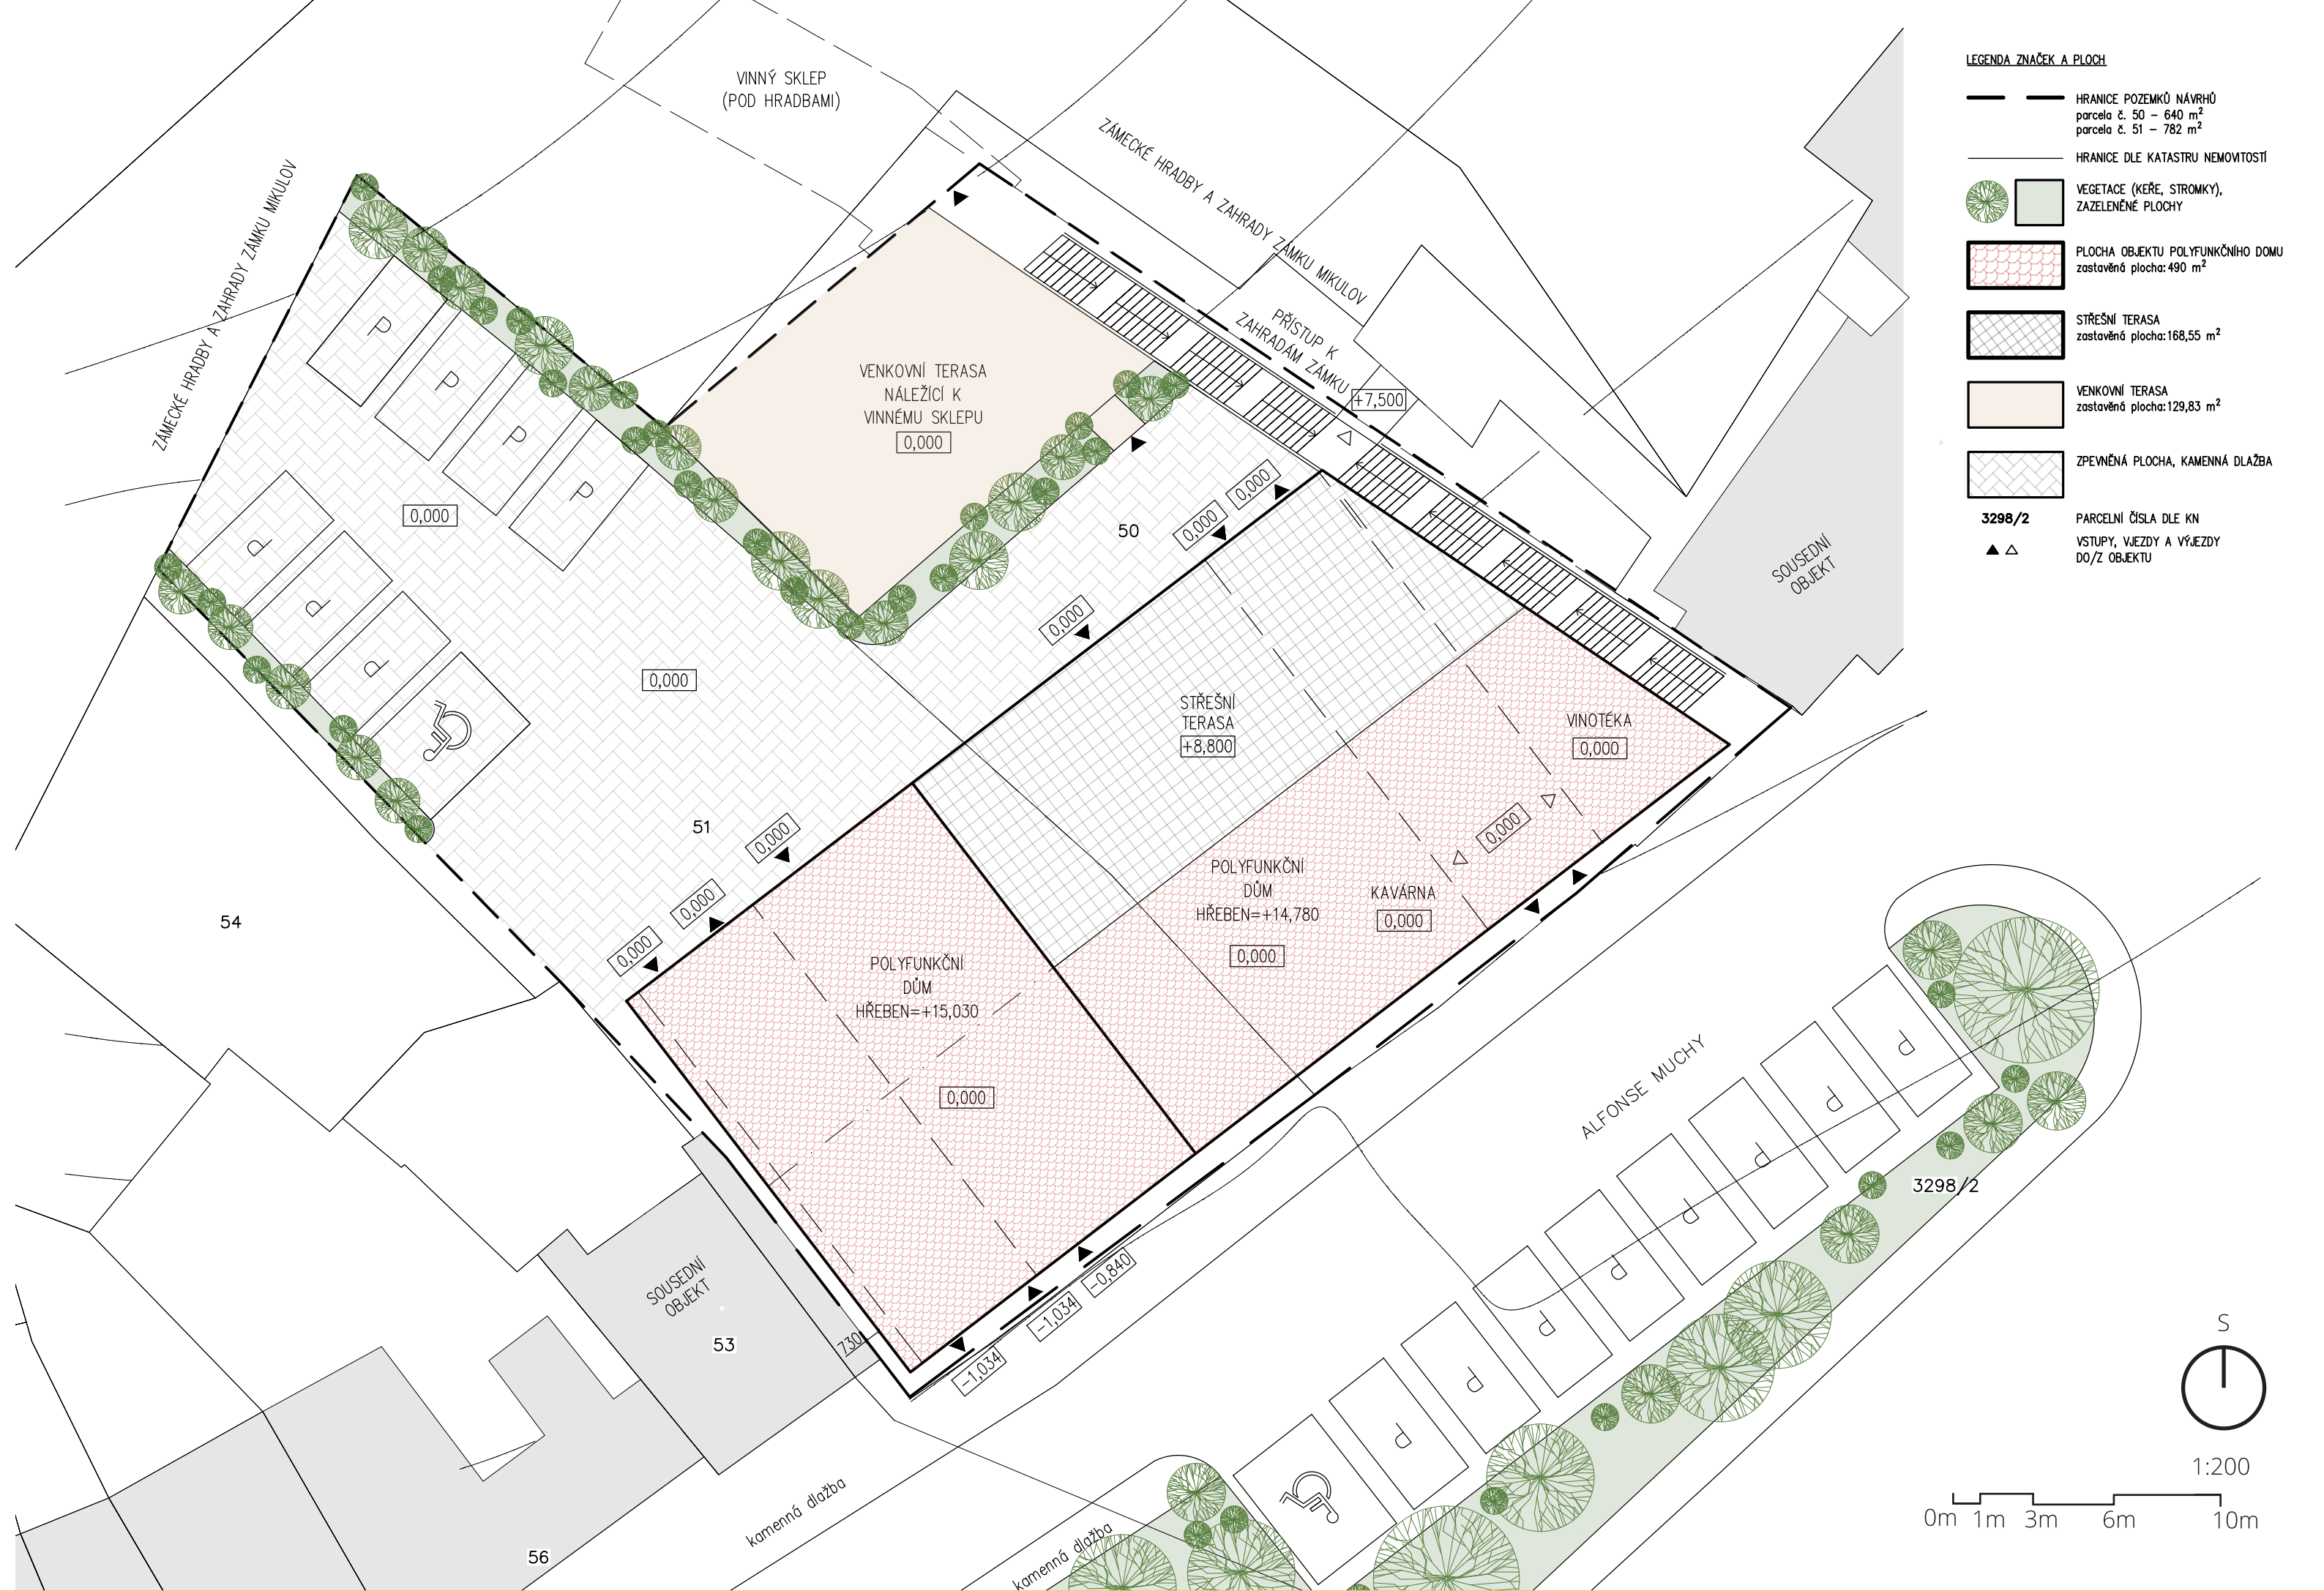 VINNÝ SKLEP
(POD HRADBAMI)
ZÁMECKÉ HRADBY A ZAHRADY ZÁMKU MIKULOV
ZÁMECKÉ HRADBY A ZAHRADY ZÁMKU MIKULOV
PŘÍSTUP K
ZAHRADÁM ZÁMKU
+7,500
VENKOVNÍ TERASA
NÁLEŽÍCÍ K
VINNÉMU SKLEPU
0,000
P
P
P
P
0,000
P
P
P
0,000
50
0,000
0,000
0,000
SOUSEDNÍ
OBJEKT
STŘEŠNÍ
TERASA
+8,800
VINOTÉKA
0,000
51
0,000
0,000
0,000
0,000
POLYFUNKČNÍ
DŮM
HŘEBEN=+14,780
0,000
KAVÁRNA
0,000
54
POLYFUNKČNÍ
DŮM
HŘEBEN=+15,030
0,000
ALFONSE MUCHY
P
P
P
P
P
P
P
P
3298/2
SOUSEDNÍ
OBJEKT
53
730
-0,840
-1,034
-1,034
kamenná dlažba
kamenná dlažba
56
LEGENDA ZNAČEK A PLOCH
HRANICE POZEMKŮ NÁVRHŮ
parcela č. 50 – 640 m²
parcela č. 51 – 782 m²
HRANICE DLE KATASTRU NEMOVITOSTÍ
VEGETACE (KEŘE, STROMKY),
ZAZELENĚNÉ PLOCHY
PLOCHA OBJEKTU POLYFUNKČNÍHO DOMU
zastavěná plocha: 490 m²
STŘEŠNÍ TERASA
zastavěná plocha: 168,55 m²
VENKOVNÍ TERASA
zastavěná plocha: 129,83 m²
ZPEVNĚNÁ PLOCHA, KAMENNÁ DLAŽBA
3298/2 PARCELNÍ ČÍSLA DLE KN
VSTUPY, VJEZDY A VÝJEZDY
DO/Z OBJEKTU
S
1:200
0m 1m 3m 6m 10m